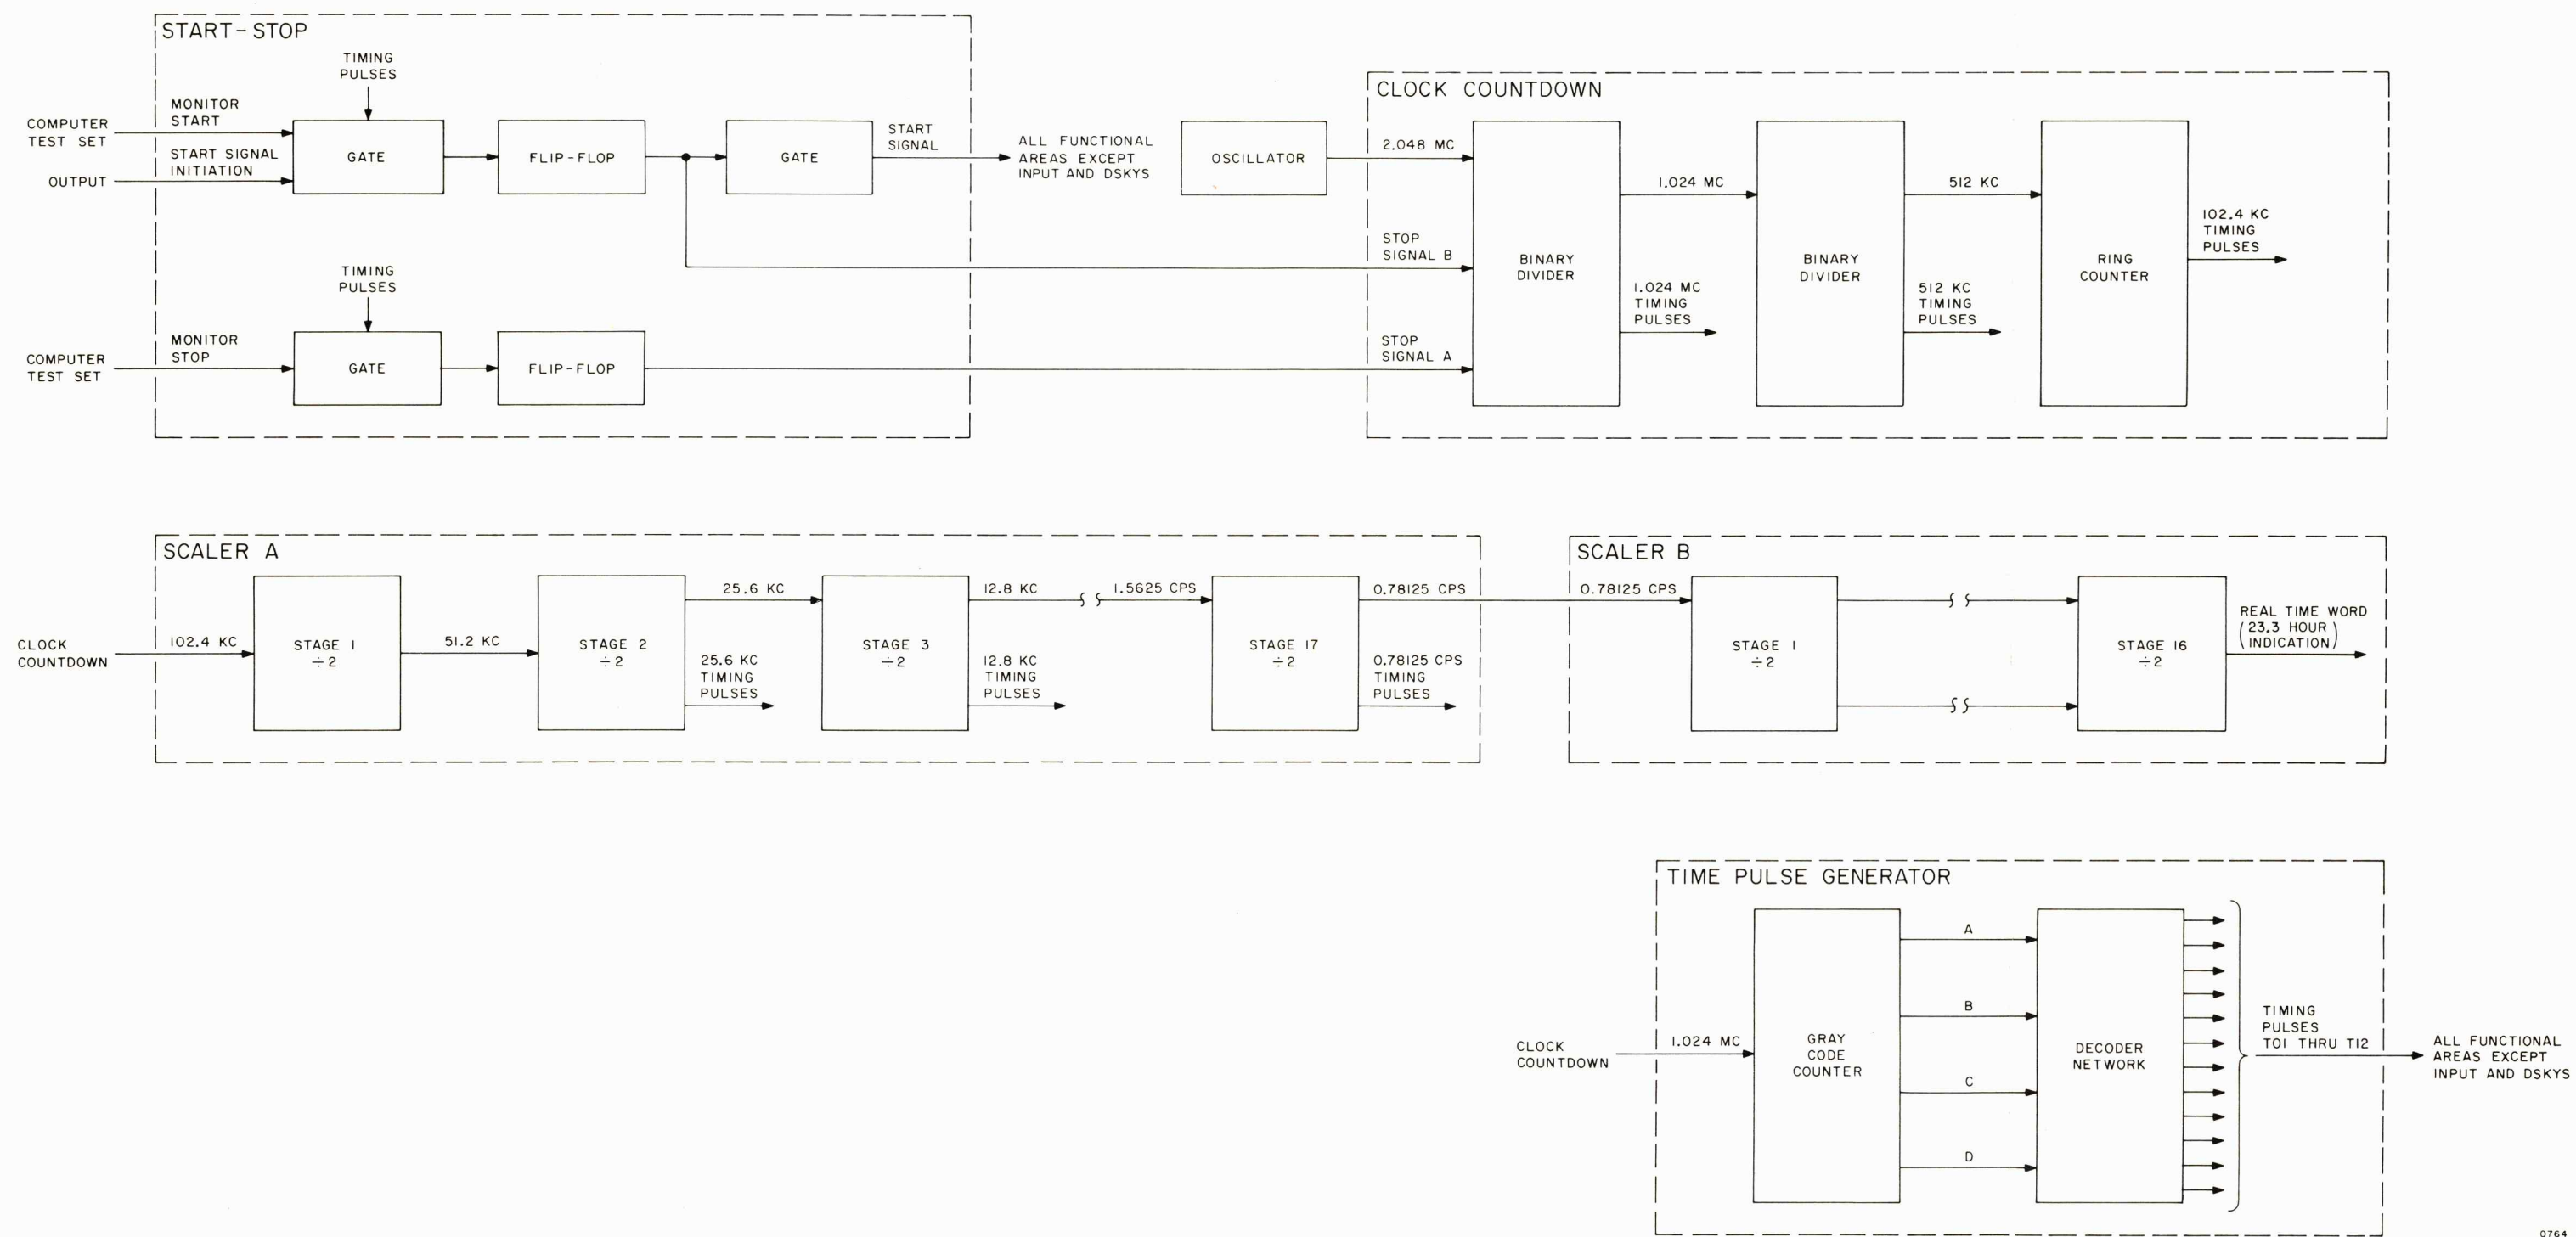 START-STOP
TIMING
PULSES
COMPUTER
TEST SET
MONITOR
START
START SIGNAL
INITIATION
OUTPUT
GATE
FLIP-FLOP
GATE
START
SIGNAL
ALL FUNCTIONAL
AREAS EXCEPT
INPUT AND DSKYS
TIMING
PULSES
COMPUTER
TEST SET
MONITOR
STOP
GATE
FLIP-FLOP
OSCILLATOR
CLOCK COUNTDOWN
2.048 MC
STOP
SIGNAL B
STOP
SIGNAL A
BINARY
DIVIDER
1.024 MC
1.024 MC
TIMING
PULSES
BINARY
DIVIDER
512 KC
512 KC
TIMING
PULSES
RING
COUNTER
102.4 KC
TIMING
PULSES
SCALER A
CLOCK
COUNTDOWN
102.4 KC
STAGE 1
÷2
51.2 KC
STAGE 2
÷2
25.6 KC
25.6 KC
TIMING
PULSES
STAGE 3
÷2
12.8 KC
12.8 KC
TIMING
PULSES
1.5625 CPS
STAGE 17
÷2
0.78125 CPS
0.78125 CPS
TIMING
PULSES
SCALER B
0.78125 CPS
STAGE 1
÷2
STAGE 16
÷2
REAL TIME WORD
(23.3 HOUR
INDICATION)
TIME PULSE GENERATOR
CLOCK
COUNTDOWN
1.024 MC
GRAY
CODE
COUNTER
A
B
C
D
DECODER
NETWORK
TIMING
PULSES
T01 THRU T12
ALL FUNCTIONAL
AREAS EXCEPT
INPUT AND DSKYS
0764